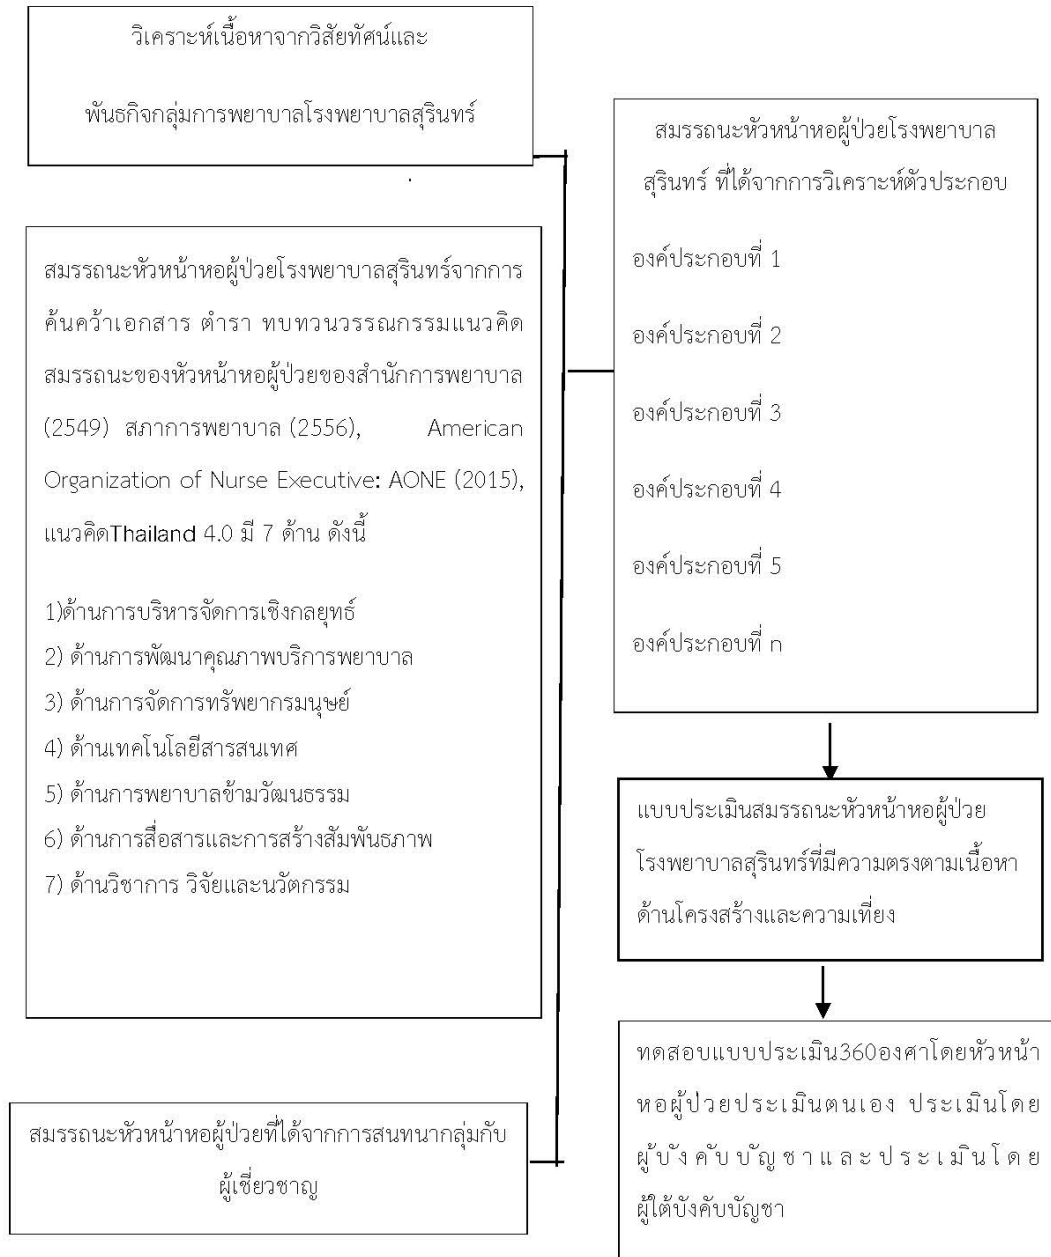 วิเคราะห์เนื้อหาจากวิสัยทัศน์และ
พันธกิจกลุ่มการพยาบาลโรงพยาบาลสุรินทร์
สมรรถนะหัวหน้าหอผู้ป่วยโรงพยาบาลสุรินทร์จากการ
ค้นคว้าเอกสาร ตำรา ทบทวนวรรณกรรมแนวคิด
สมรรถนะของหัวหน้าหอผู้ป่วยของสำนักการพยาบาล
(2549) สภาการพยาบาล (2556), American
Organization of Nurse Executive: AONE (2015),
แนวคิดThailand 4.0 มี 7 ด้าน ดังนี้
1)ด้านการบริหารจัดการเชิงกลยุทธ์
2) ด้านการพัฒนาคุณภาพบริการพยาบาล
3) ด้านการจัดการทรัพยากรมนุษย์
4) ด้านเทคโนโลยีสารสนเทศ
5) ด้านการพยาบาลข้ามวัฒนธรรม
6) ด้านการสื่อสารและการสร้างสัมพันธภาพ
7) ด้านวิชาการ วิจัยและนวัตกรรม
สมรรถนะหัวหน้าหอผู้ป่วยที่ได้จากการสนทนากลุ่มกับ
ผู้เชี่ยวชาญ
สมรรถนะหัวหน้าหอผู้ป่วยโรงพยาบาล
สุรินทร์ ที่ได้จากการวิเคราะห์ตัวประกอบ
องค์ประกอบที่ 1
องค์ประกอบที่ 2
องค์ประกอบที่ 3
องค์ประกอบที่ 4
องค์ประกอบที่ 5
องค์ประกอบที่ n
แบบประเมินสมรรถนะหัวหน้าหอผู้ป่วย
โรงพยาบาลสุรินทร์ที่มีความตรงตามเนื้อหา
ด้านโครงสร้างและความเที่ยง
ทดสอบแบบประเมิน360องศาโดยหัวหน้า
หอผู้ป่วยประเมินตนเอง ประเมินโดย
ผู้บังคับบัญชาและประเมินโดย
ผู้ใต้บังคับบัญชา